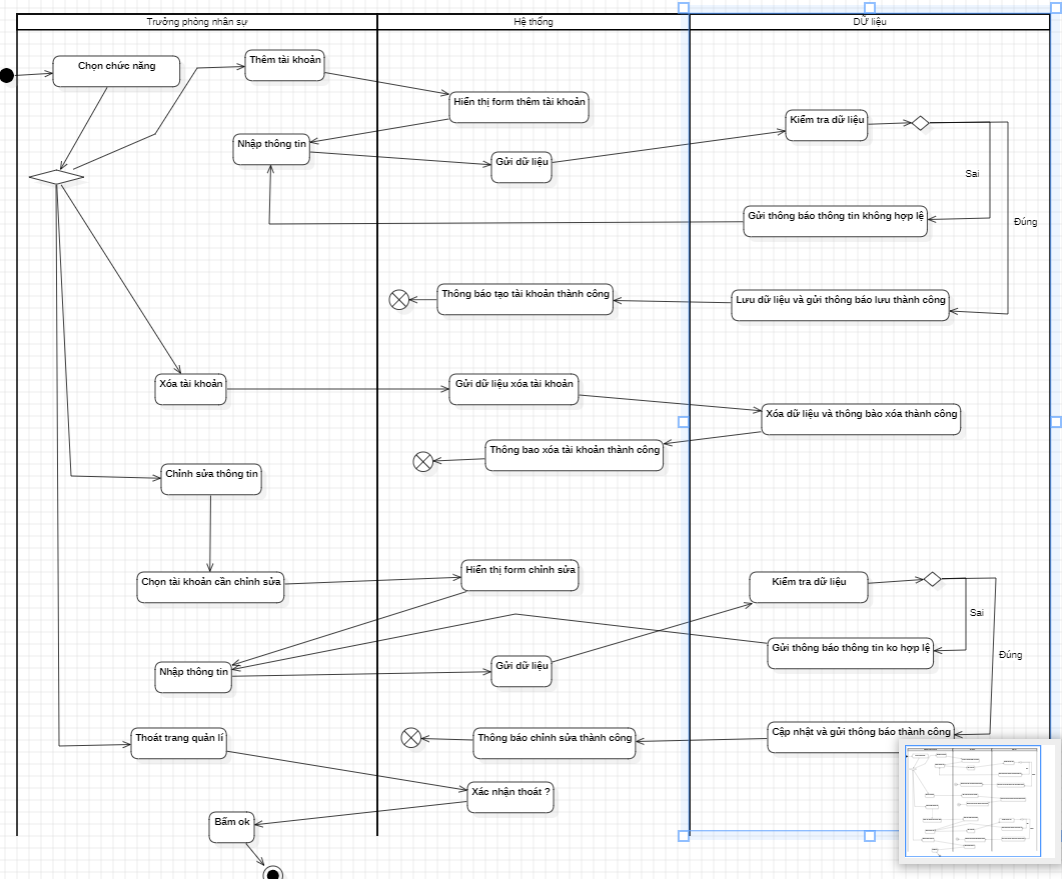 Trưởng phòng nhân sự
Hệ thống
DỮ liệu
Chọn chức năng
Thêm tài khoản
Hiển thị form thêm tài khoản
Kiểm tra dữ liệu
Nhập thông tin
Gửi dữ liệu
Sai
Gửi thông báo thông tin không hợp lệ
Đúng
Thông báo tạo tài khoản thành công
Lưu dữ liệu và gửi thông báo lưu thành công
Xóa tài khoản
Gửi dữ liệu xóa tài khoản
Xóa dữ liệu và thông bào xóa thành công
Thông bao xóa tài khoản thành công
Chỉnh sửa thông tin
Chọn tài khoản cần chỉnh sửa
Hiển thị form chỉnh sửa
Kiểm tra dữ liệu
Sai
Gửi thông báo thông tin ko hợp lệ
Đúng
Nhập thông tin
Gửi dữ liệu
Thoát trang quản lí
Thông báo chỉnh sửa thành công
Cập nhật và gửi thông báo thành công
Xác nhận thoát ?
Bấm ok